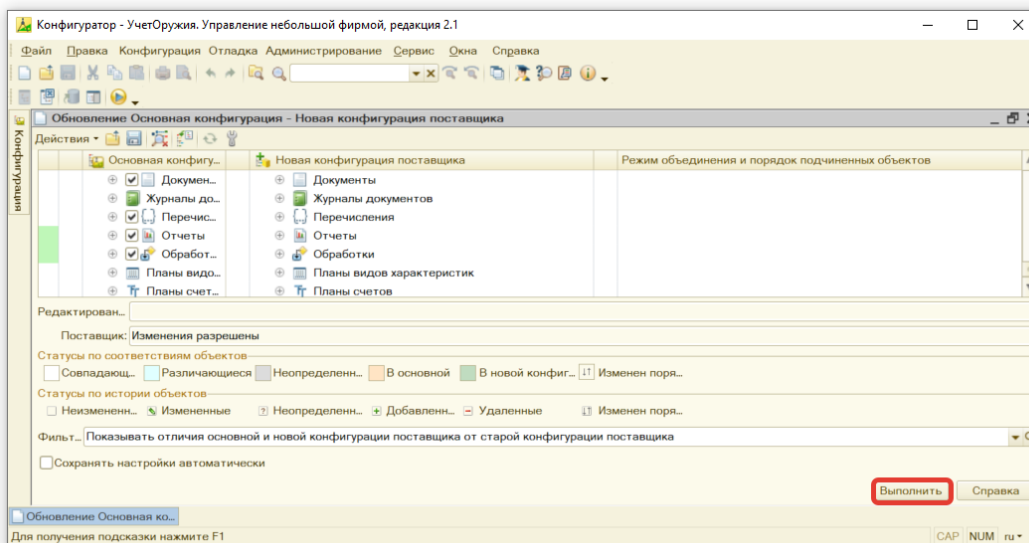 Конфигуратор - УчетОружия. Управление небольшой фирмой, редакция 2.1
Файл Правка Конфигурация Отладка Администрирование Сервис Окна Справка
Обновление Основная конфигурация - Новая конфигурация поставщика
Конфигурация
Действия
Основная конфигу... Новая конфигурация поставщика Режим объединения и порядок подчиненных объектов
Докумен... Документы
Журналы до... Журналы документов
Перечис... Перечисления
Отчеты Отчеты
Обработ... Обработки
Планы видо... Планы видов характеристик
Планы счет... Планы счетов
Редактирован...
Поставщик: Изменения разрешены
Статусы по соответствиям объектов
Совпадающ... Различающиеся Неопределенн... В основной В новой конфиг... Изменен поря...
Статусы по истории объектов
Неизмененн... Измененные Неопределенн... Добавленн... Удаленные Изменен поря...
Фильт... Показывать отличия основной и новой конфигурации поставщика от старой конфигурации поставщика
Сохранять настройки автоматически
Выполнить Справка
Обновление Основная ко...
Для получения подсказки нажмите F1 CAP NUM ru